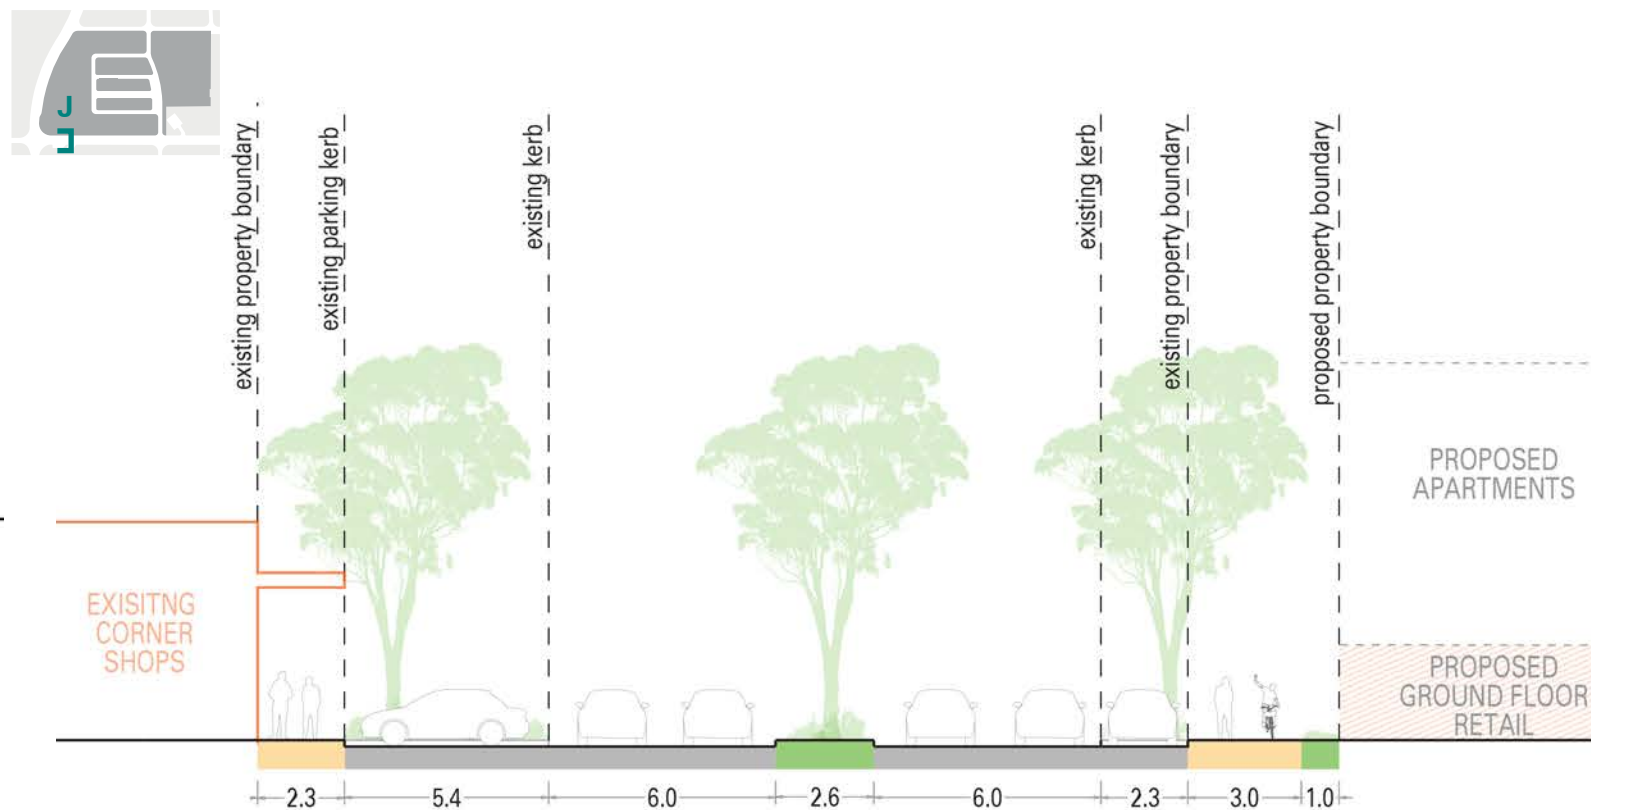 J
existing property boundary
existing parking kerb
existing kerb
existing kerb
existing property boundary
proposed property boundary
EXISITNG
CORNER
SHOPS
PROPOSED
APARTMENTS
PROPOSED
GROUND FLOOR
RETAIL
2.3 5.4 6.0 2.6 6.0 2.3 3.0 1.0